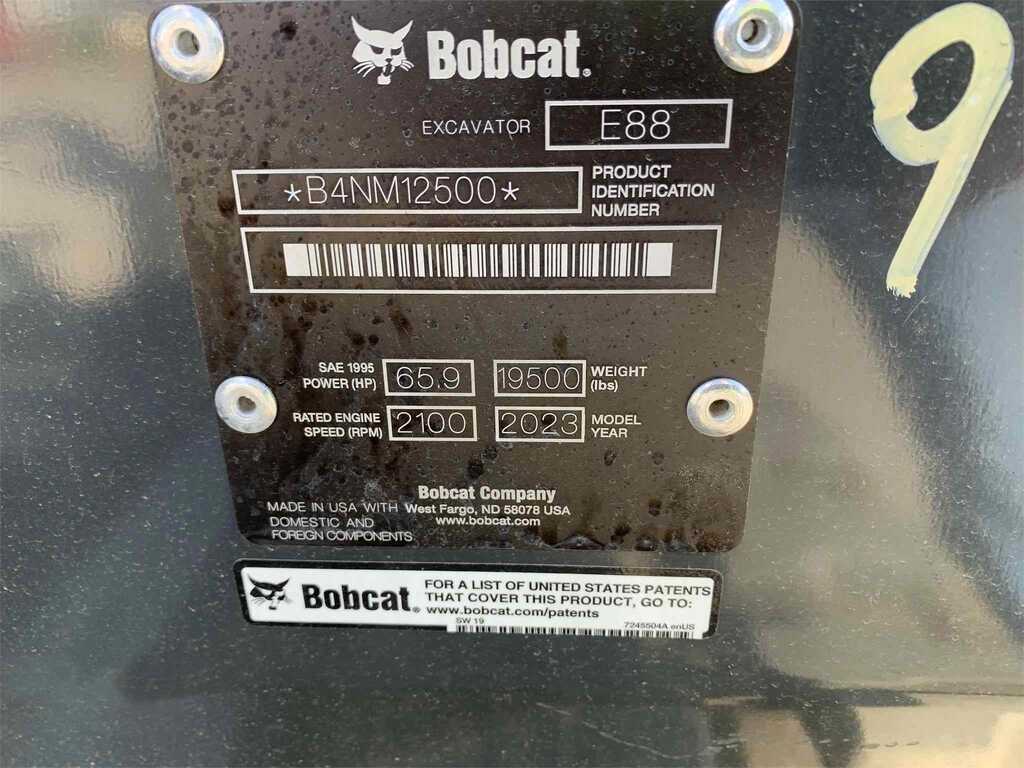 Bobcat.
EXCAVATOR E88
*B4NM12500*
PRODUCT
IDENTIFICATION
NUMBER
SAE 1995
POWER (HP) 65.9
19500 WEIGHT
(lbs)
RATED ENGINE
SPEED (RPM) 2100
2023 MODEL
YEAR
Bobcat Company
West Fargo, ND 58078 USA
www.bobcat.com
MADE IN USA WITH
DOMESTIC AND
FOREIGN COMPONENTS
Bobcat.
FOR A LIST OF UNITED STATES PATENTS
THAT COVER THIS PRODUCT, GO TO:
www.bobcat.com/patents
SW 19 7245504A enUS
9